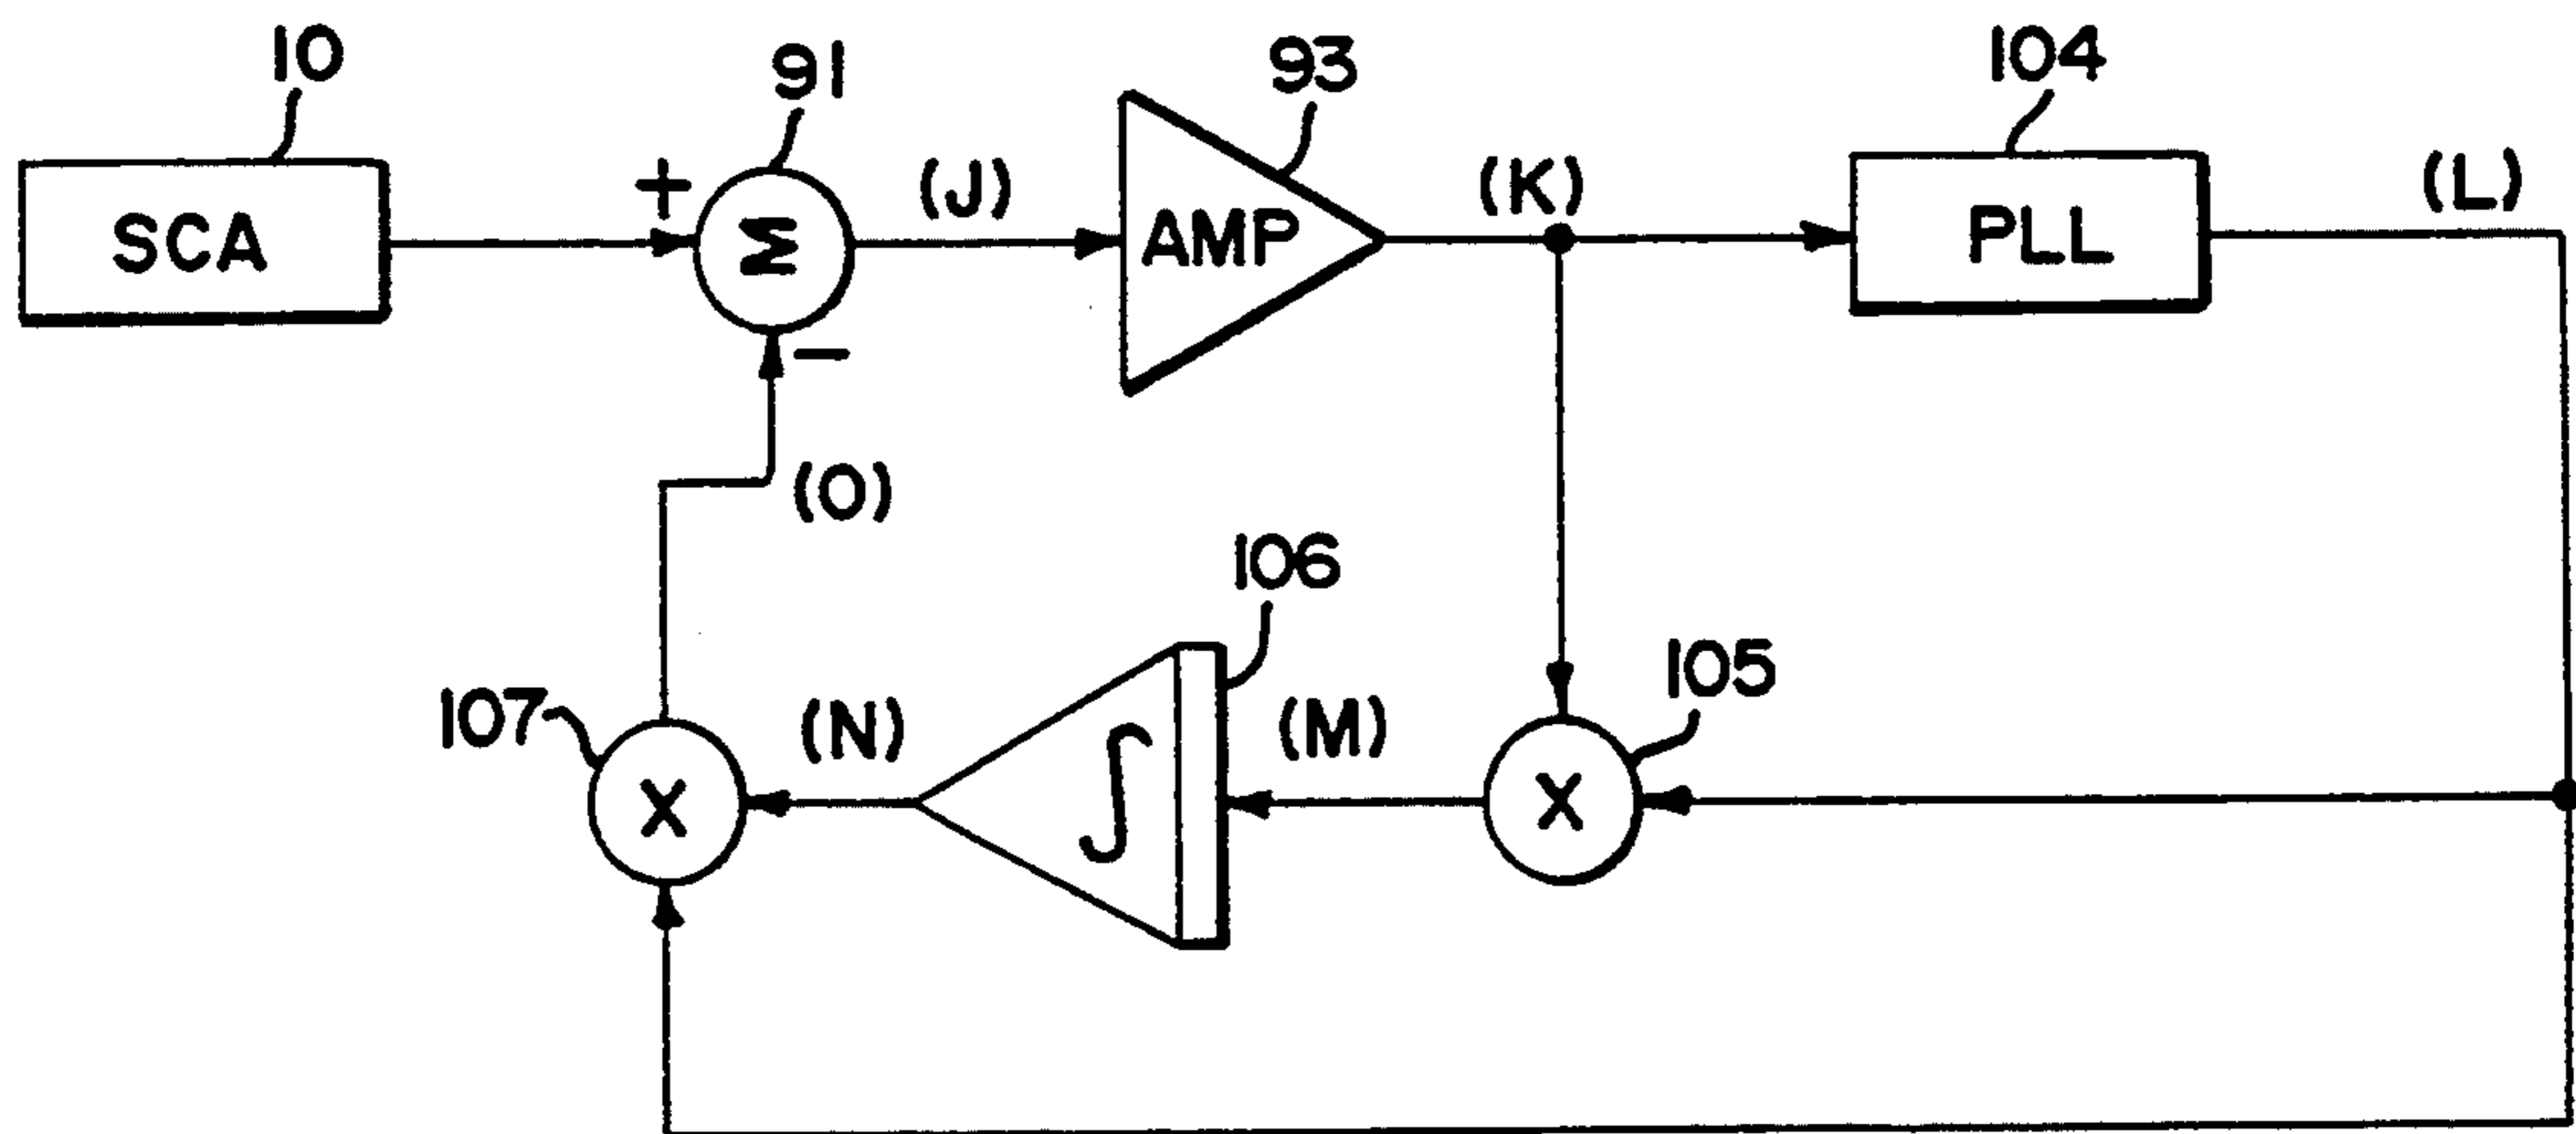 10
91
93
104
SCA
+
Σ
(J)
AMP
(K)
PLL
(L)
−
(O)
106
107
(N)
∫
(M)
105
X
X